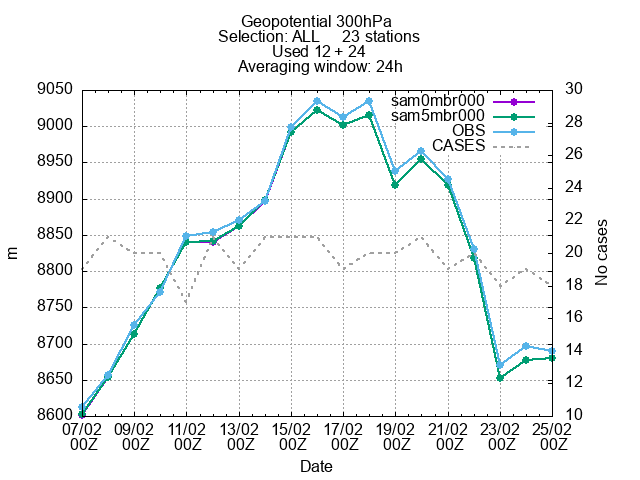 Geopotential 300hPa
Selection: ALL 23 stations
Used 12 + 24
Averaging window: 24h
sam0mbr000
sam5mbr000
OBS
CASES
9050
9000
8950
8900
8850
8800
8750
8700
8650
8600
m
30
28
26
24
22
20
18
16
14
12
10
No cases
07/02 09/02 11/02 13/02 15/02 17/02 19/02 21/02 23/02 25/02
00Z 00Z 00Z 00Z 00Z 00Z 00Z 00Z 00Z 00Z
Date